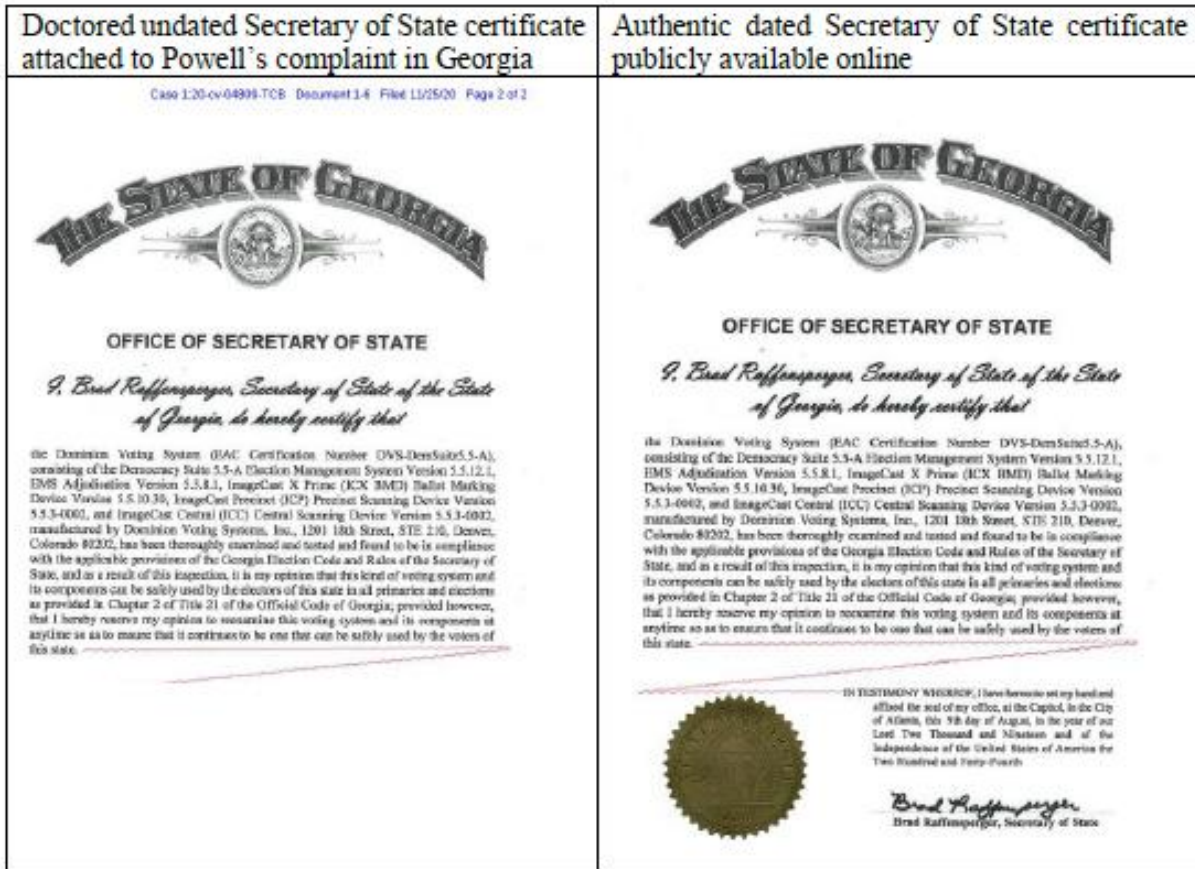 Doctored undated Secretary of State certificate
attached to Powell's complaint in Georgia
Case 1:20-cv-04809-TCB Document 1-6 Filed 11/25/20 Page 2 of 2
THE STATE OF GEORGIA
OFFICE OF SECRETARY OF STATE
I, Brad Raffensperger, Secretary of State of the State
of Georgia, do hereby certify that
the Dominion Voting System (EAC Certification Number DVS-DemSuite5.5-A),
consisting of the Democracy Suite 5.5-A Election Management System Version 5.5.12.1,
EMS Adjudication Version 5.5.8.1, ImageCast X Prime (ICX BMD) Ballot Marking
Device Version 5.5.10.30, ImageCast Precinct (ICP) Precinct Scanning Device Version
5.5.3-0002, and ImageCast Central (ICC) Central Scanning Device Version 5.5.3-0002,
manufactured by Dominion Voting Systems, Inc., 1201 18th Street, STE 210, Denver,
Colorado 80202, has been thoroughly examined and tested and found to be in compliance
with the applicable provisions of the Georgia Election Code and Rules of the Secretary of
State, and as a result of this inspection, it is my opinion that this kind of voting system and
its components can be safely used by the electors of this state in all primaries and elections
as provided in Chapter 2 of Title 21 of the Official Code of Georgia; provided however,
that I hereby reserve my opinion to reexamine this voting system and its components at
anytime so as to ensure that it continues to be one that can be safely used by the voters of
this state.
Authentic dated Secretary of State certificate
publicly available online
THE STATE OF GEORGIA
OFFICE OF SECRETARY OF STATE
I, Brad Raffensperger, Secretary of State of the State
of Georgia, do hereby certify that
the Dominion Voting System (EAC Certification Number DVS-DemSuite5.5-A),
consisting of the Democracy Suite 5.5-A Election Management System Version 5.5.12.1,
EMS Adjudication Version 5.5.8.1, ImageCast X Prime (ICX BMD) Ballot Marking
Device Version 5.5.10.30, ImageCast Precinct (ICP) Precinct Scanning Device Version
5.5.3-0002, and ImageCast Central (ICC) Central Scanning Device Version 5.5.3-0002,
manufactured by Dominion Voting Systems, Inc., 1201 18th Street, STE 210, Denver,
Colorado 80202, has been thoroughly examined and tested and found to be in compliance
with the applicable provisions of the Georgia Election Code and Rules of the Secretary of
State, and as a result of this inspection, it is my opinion that this kind of voting system and
its components can be safely used by the electors of this state in all primaries and elections
as provided in Chapter 2 of Title 21 of the Official Code of Georgia; provided however,
that I hereby reserve my opinion to reexamine this voting system and its components at
anytime so as to ensure that it continues to be one that can be safely used by the voters of
this state.
IN TESTIMONY WHEREOF, I have hereunto set my hand and
affixed the seal of my office, at the Capitol, in the City
of Atlanta, this 9th day of August, in the year of our
Lord Two Thousand and Nineteen and of the
Independence of the United States of America the
Two Hundred and Forty-Fourth
Brad Raffensperger
Brad Raffensperger, Secretary of State